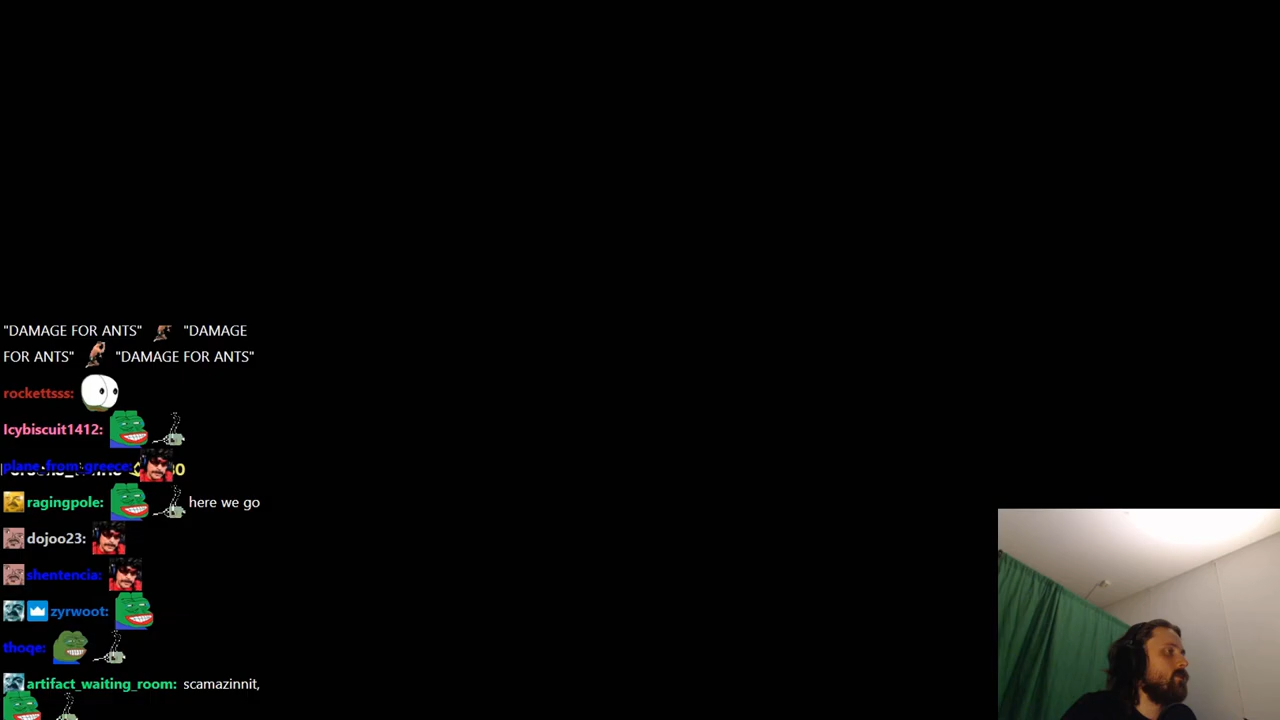 "DAMAGE FOR ANTS" "DAMAGE
FOR ANTS" "DAMAGE FOR ANTS"
rockettsss:
Icybiscuit1412:
plane_from_greece:
ragingpole: here we go
dojoo23:
shentencia:
zyrwoot:
thoqe:
artifact_waiting_room: scamazinnit,